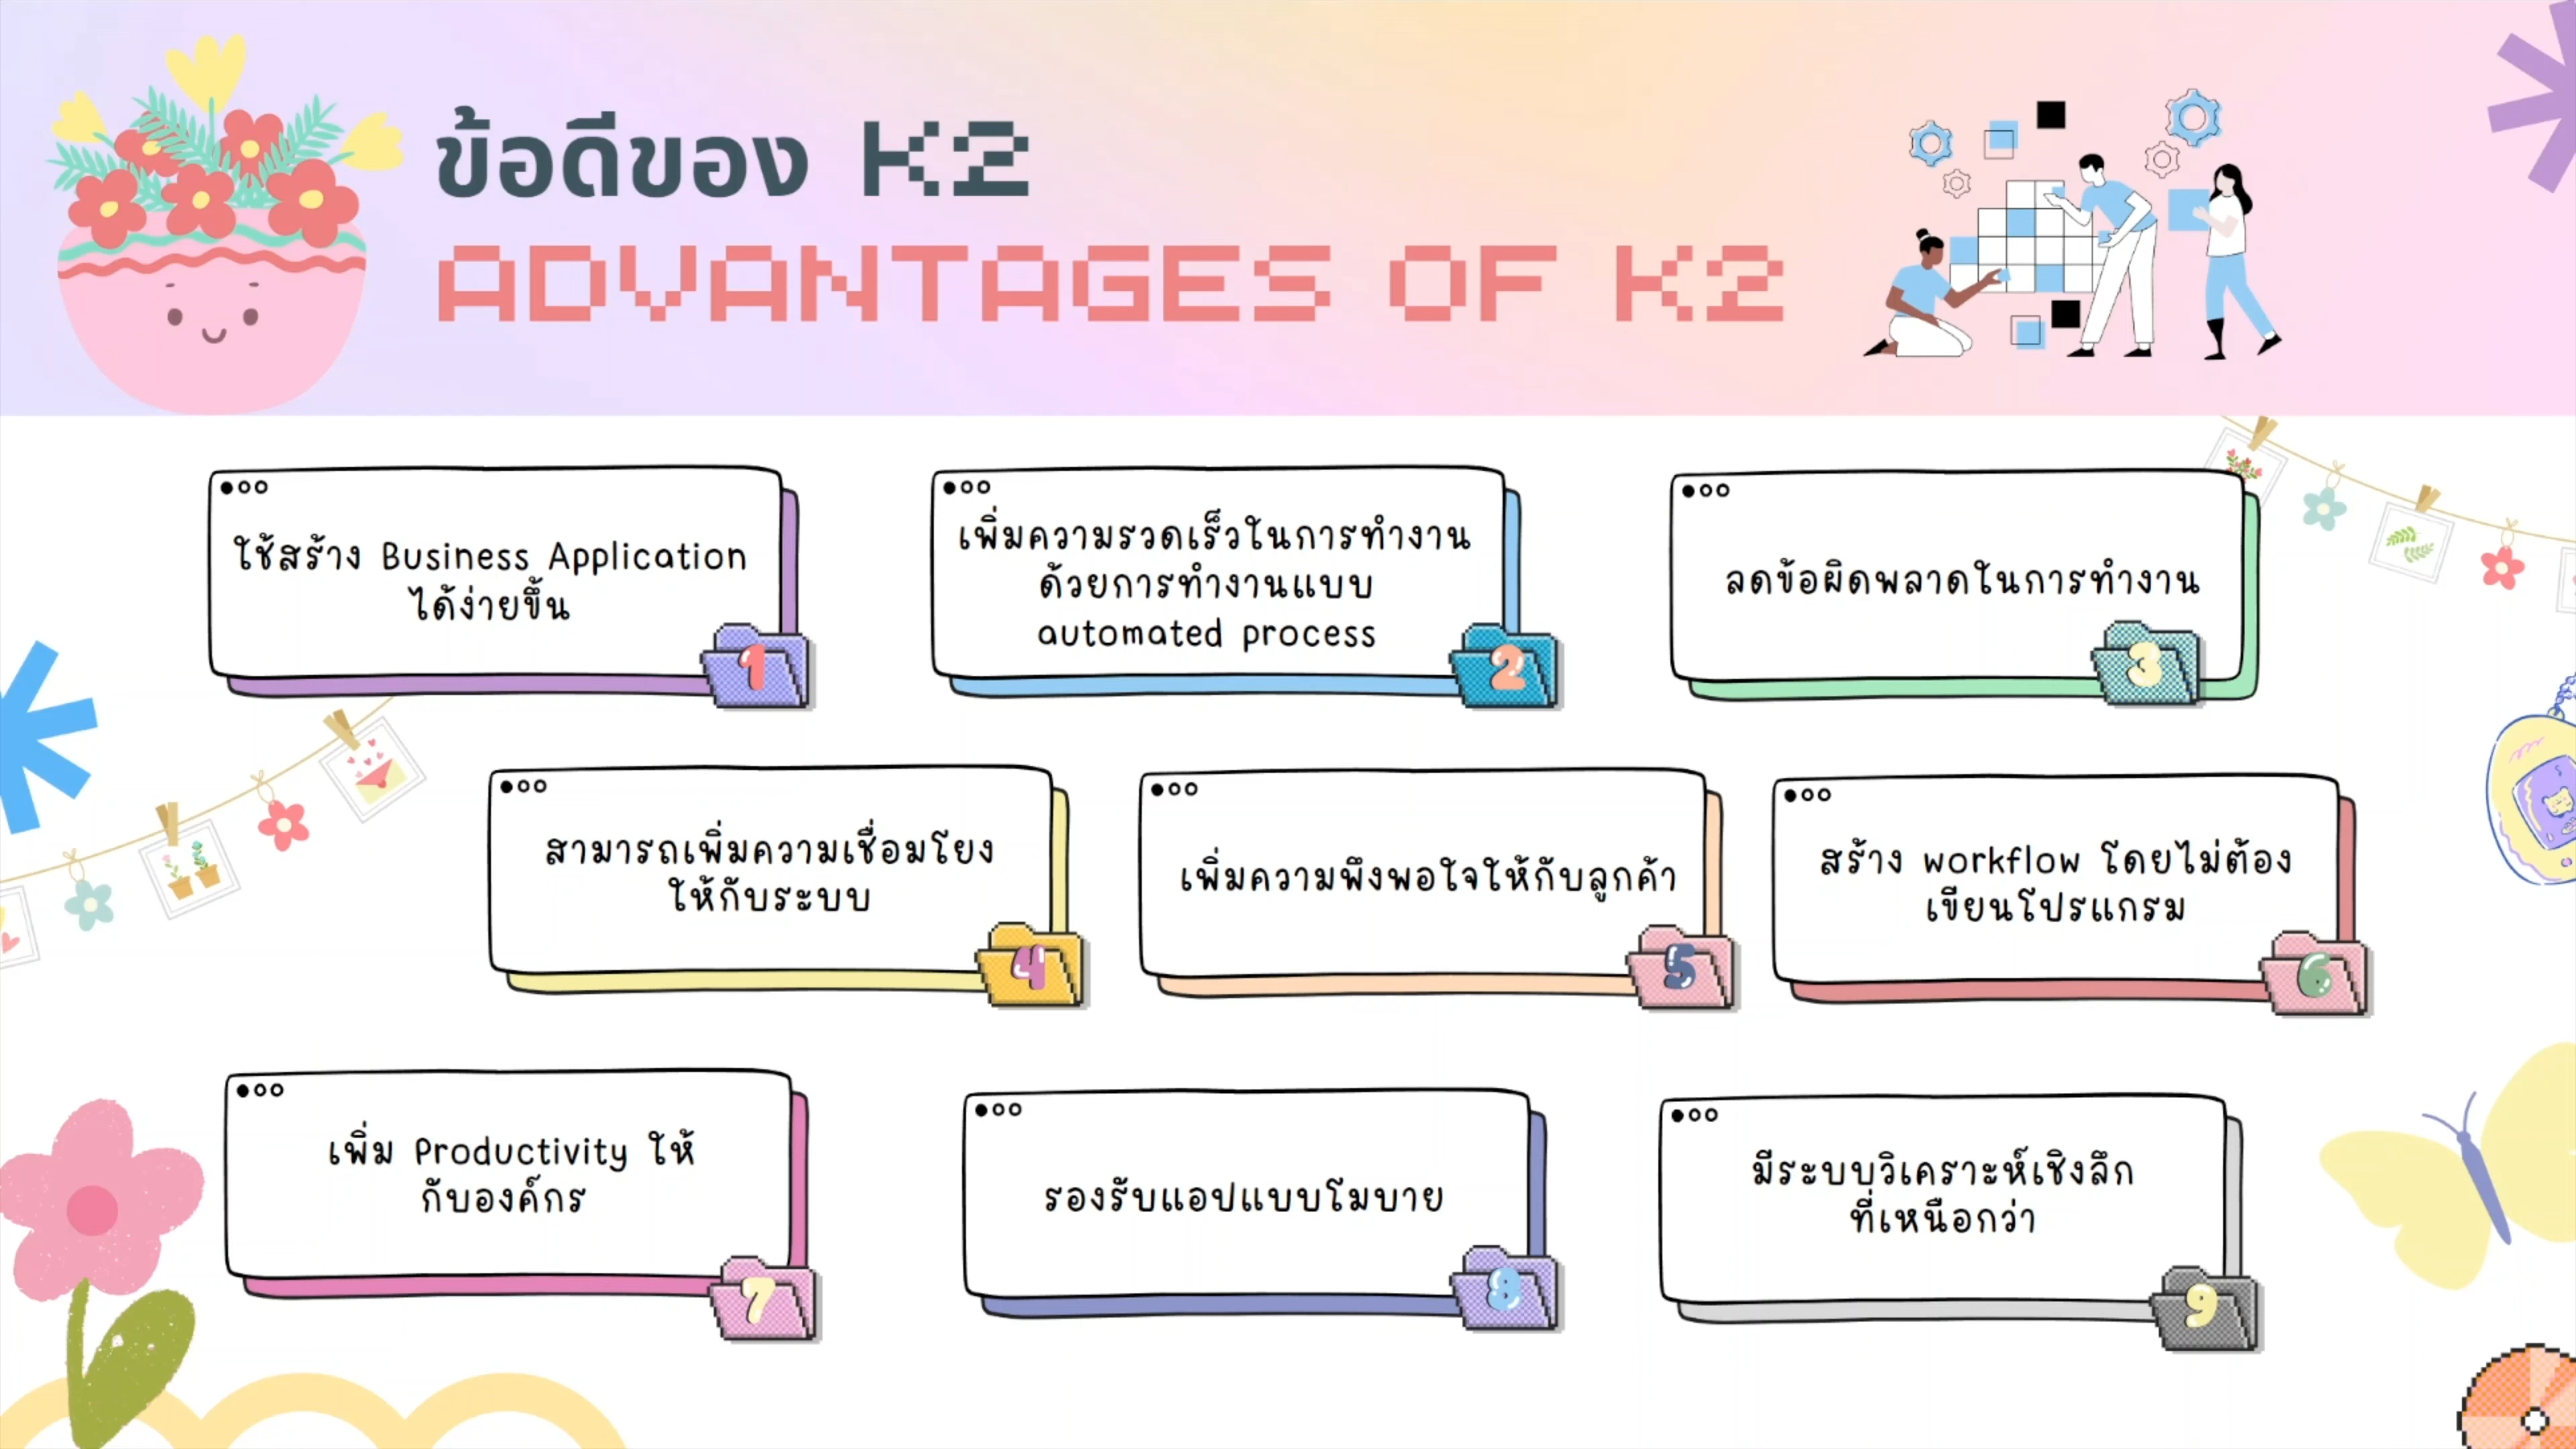 ข้อดีของ K2
ADVANTAGES OF K2
ใช้สร้าง Business Application
ได้ง่ายขึ้น
1
เพิ่มความรวดเร็วในการทำงาน
ด้วยการทำงานแบบ
automated process
2
ลดข้อผิดพลาดในการทำงาน
3
สามารถเพิ่มความเชื่อมโยง
ให้กับระบบ
4
เพิ่มความพึงพอใจให้กับลูกค้า
5
สร้าง workflow โดยไม่ต้อง
เขียนโปรแกรม
6
เพิ่ม Productivity ให้
กับองค์กร
7
รองรับแอปแบบโมบาย
8
มีระบบวิเคราะห์เชิงลึก
ที่เหนือกว่า
9